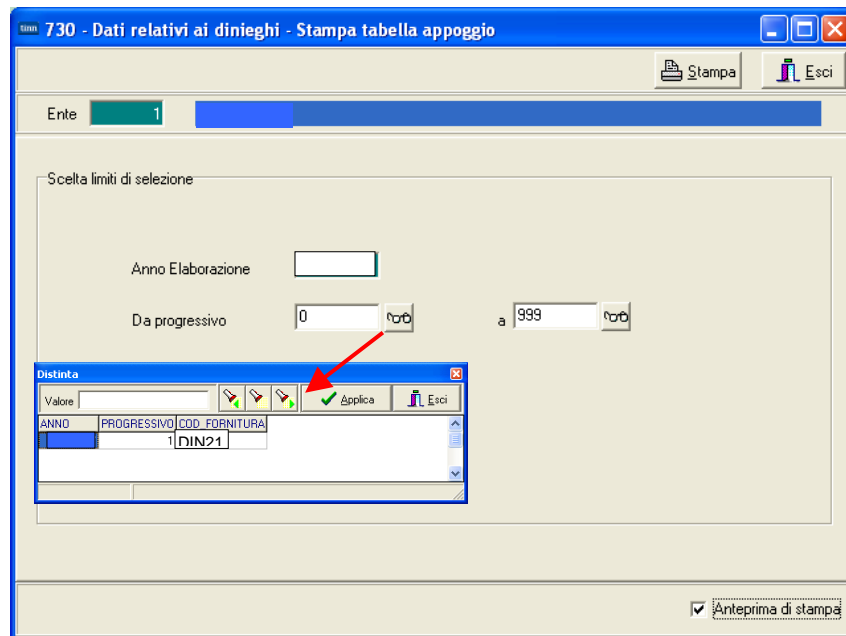 tinn 730 - Dati relativi ai dinieghi - Stampa tabella appoggio
Stampa Esci
Ente 1
Scelta limiti di selezione
Anno Elaborazione
Da progressivo 0 a 999
Distinta
Valore Applica Esci
ANNO PROGRESSIVO COD_FORNITURA
1 DIN21
Anteprima di stampa